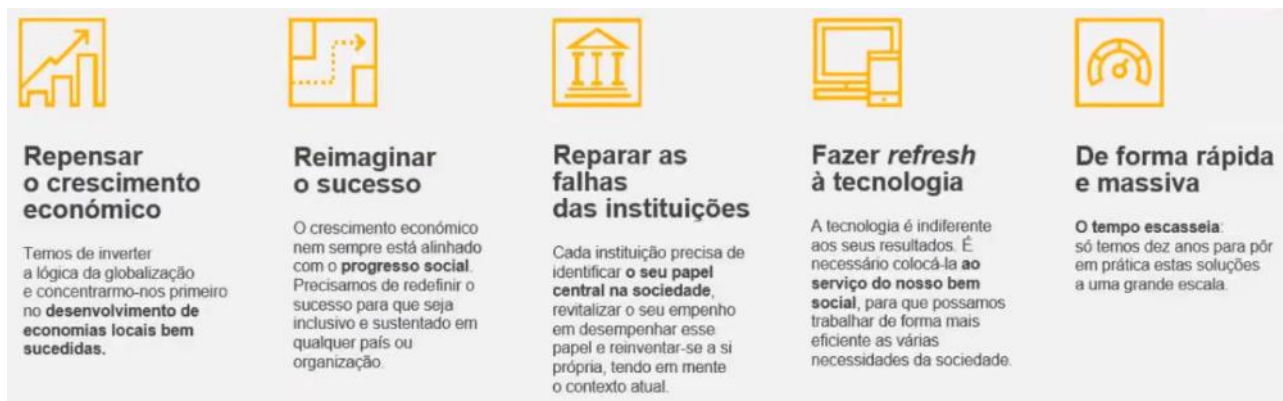 Repensar
o crescimento
económico
Temos de inverter
a lógica da globalização
e concentrarmo-nos primeiro
no desenvolvimento de
economias locais bem
sucedidas.
Reimaginar
o sucesso
O crescimento económico
nem sempre está alinhado
com o progresso social.
Precisamos de redefinir o
sucesso para que seja
inclusivo e sustentado em
qualquer país ou
organização.
Reparar as
falhas
das instituições
Cada instituição precisa de
identificar o seu papel
central na sociedade,
revitalizar o seu empenho
em desempenhar esse
papel e reinventar-se a si
própria, tendo em mente
o contexto atual.
Fazer refresh
à tecnologia
A tecnologia é indiferente
aos seus resultados. É
necessário colocá-la ao
serviço do nosso bem
social, para que possamos
trabalhar de forma mais
eficiente as várias
necessidades da sociedade.
De forma rápida
e massiva
O tempo escasseia:
só temos dez anos para pôr
em prática estas soluções
a uma grande escala.